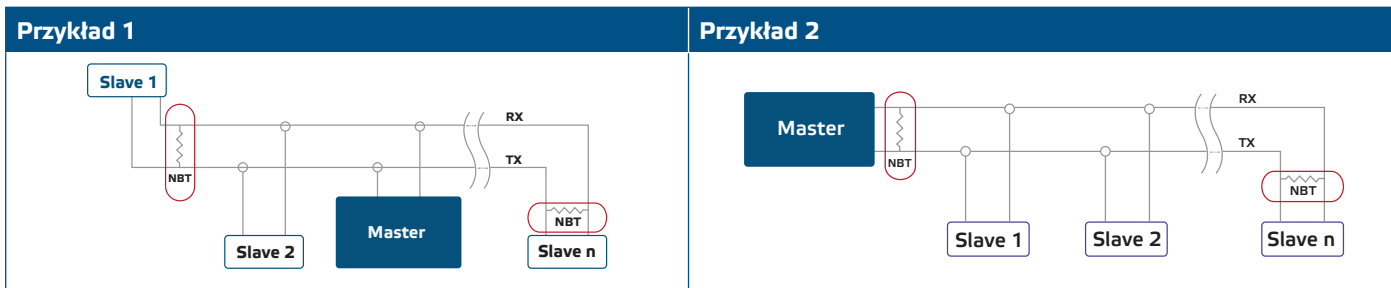 Przykład 1
Slave 1
RX
TX
NBT
NBT
Slave 2
Master
Slave n
Przykład 2
Master
RX
TX
NBT
NBT
Slave 1
Slave 2
Slave n